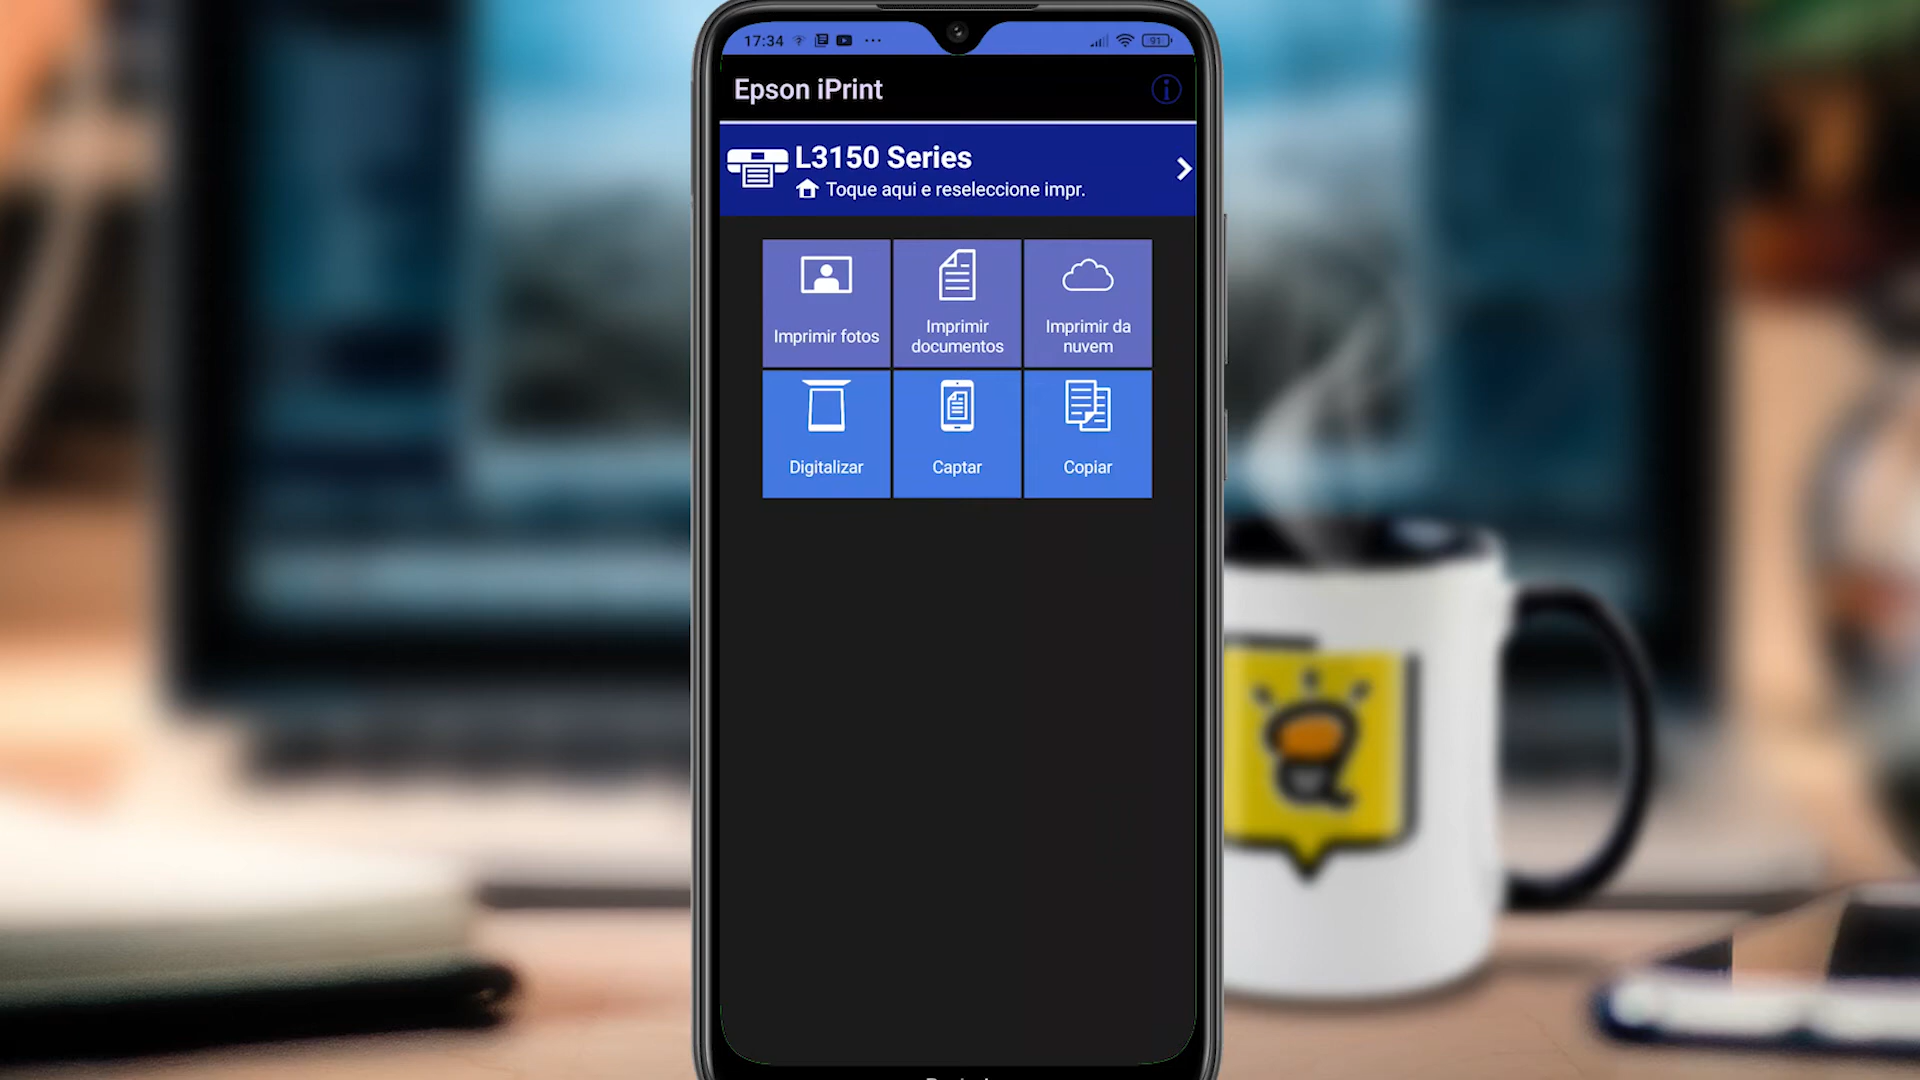 17:34
91
Epson iPrint
L3150 Series
Toque aqui e reseleccione impr.
Imprimir fotos
Imprimir
documentos
Imprimir da
nuvem
Digitalizar
Captar
Copiar